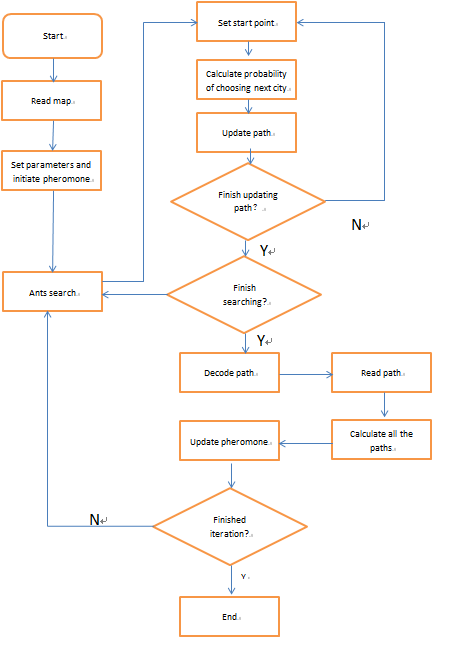 Start
Read map
Set parameters and
initiate pheromone
Ants search
Set start point
Calculate probability
of choosing next city
Update path
Finish updating
path?
N
Y
Finish
searching?
Y
Decode path
Read path
Calculate all the
paths
Update pheromone
Finished
iteration?
N
Y
End